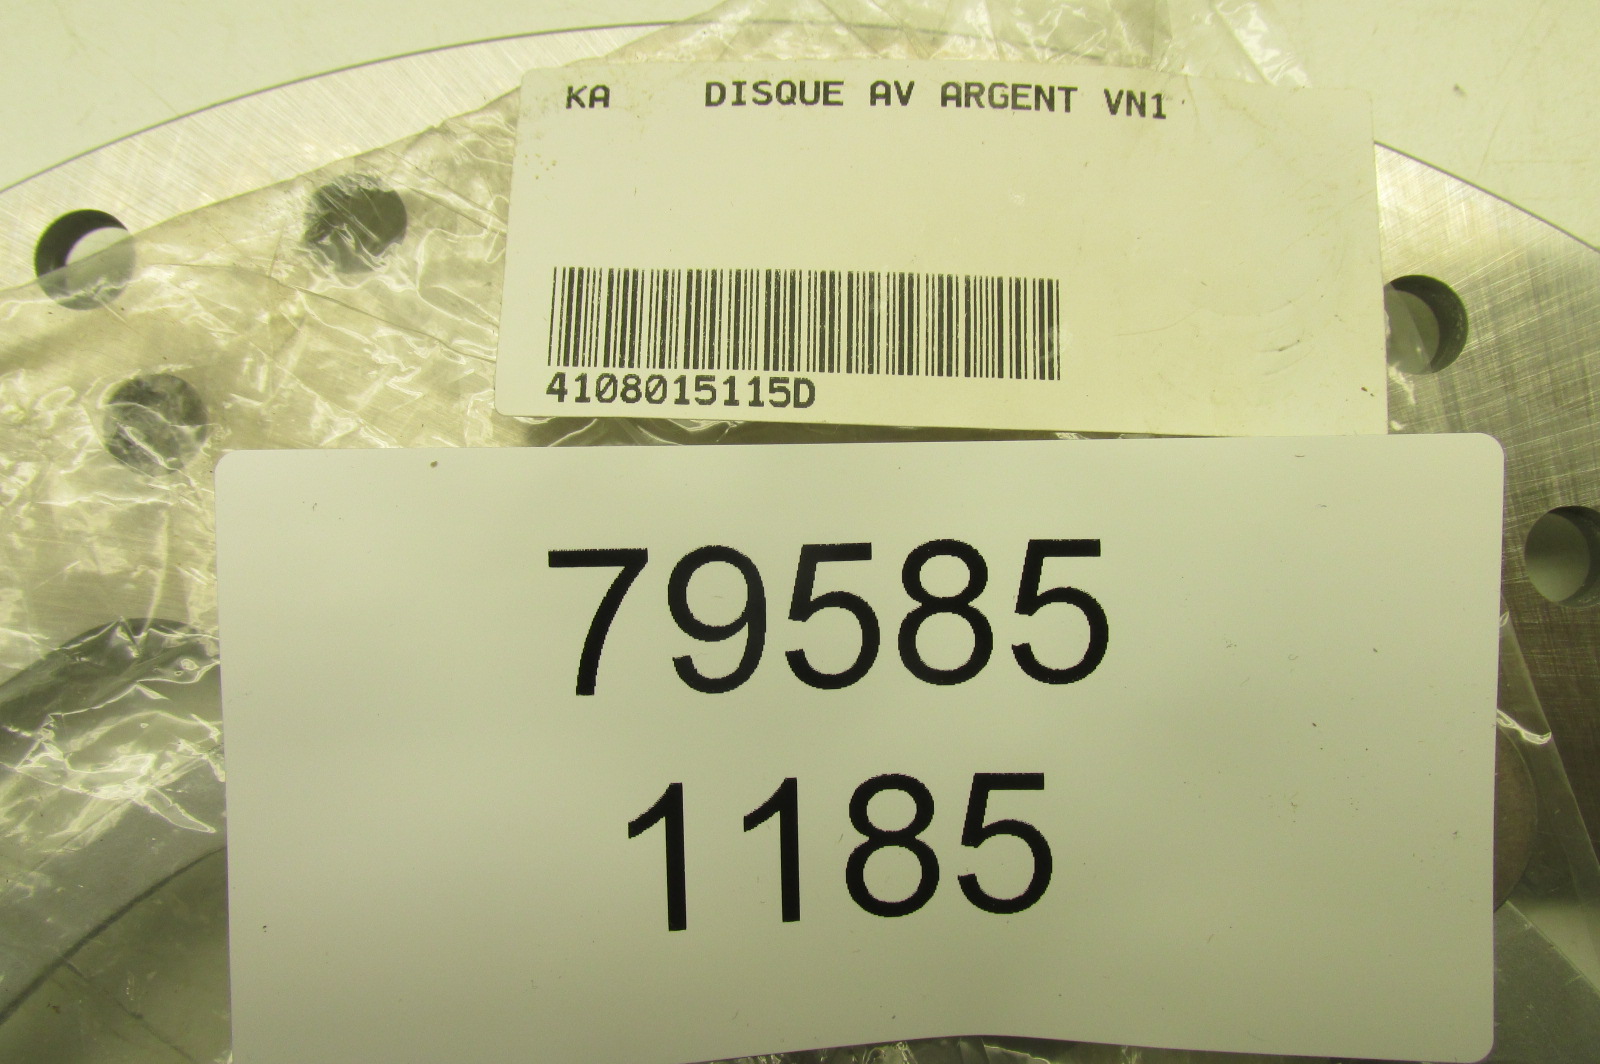 KA DISQUE AV ARGENT VN1
4108015115D
79585
1185